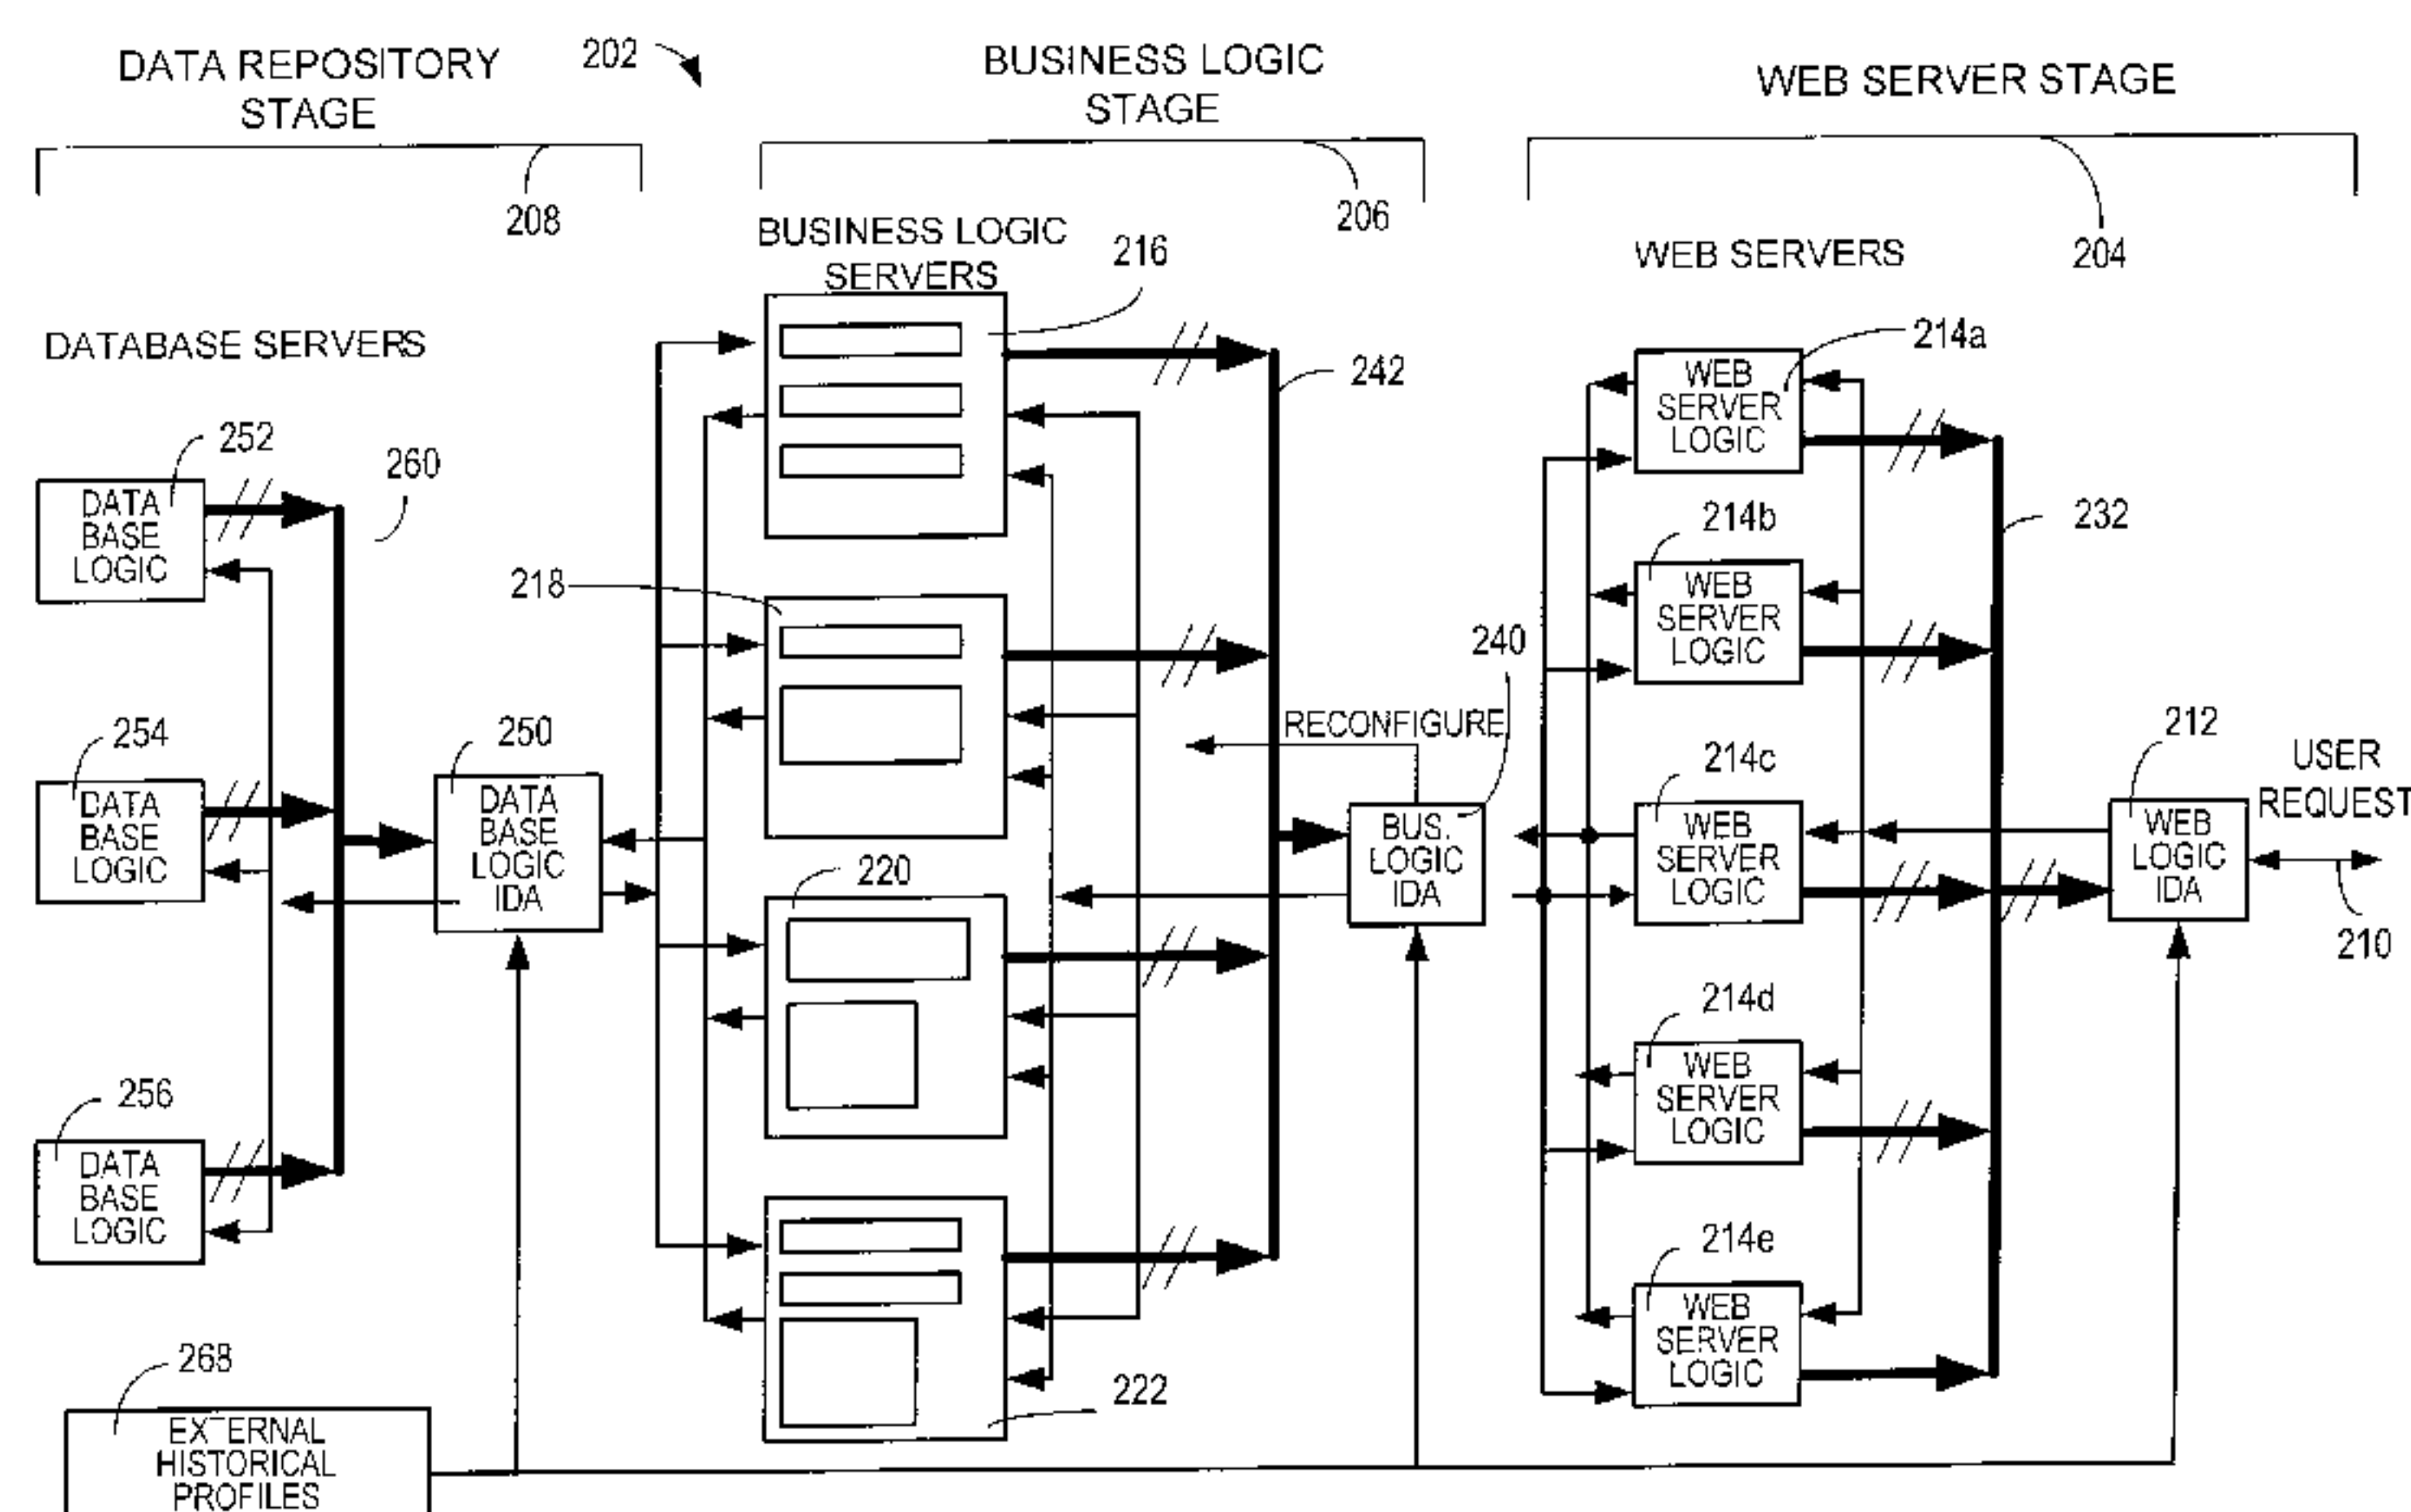 DATA REPOSITORY
STAGE
202
BUSINESS LOGIC
STAGE
WEB SERVER STAGE
208
206
204
DATABASE SERVERS
BUSINESS LOGIC
SERVERS
216
WEB SERVERS
252
DATA
BASE
LOGIC
260
254
DATA
BASE
LOGIC
256
DATA
BASE
LOGIC
250
DATA
BASE
LOGIC
IDA
218
220
222
242
RECONFIGURE
240
BUS.
LOGIC
IDA
214a
WEB
SERVER
LOGIC
214b
WEB
SERVER
LOGIC
214c
WEB
SERVER
LOGIC
214d
WEB
SERVER
LOGIC
214e
WEB
SERVER
LOGIC
232
212
WEB
LOGIC
IDA
USER
REQUEST
210
268
EXTERNAL
HISTORICAL
PROFILES